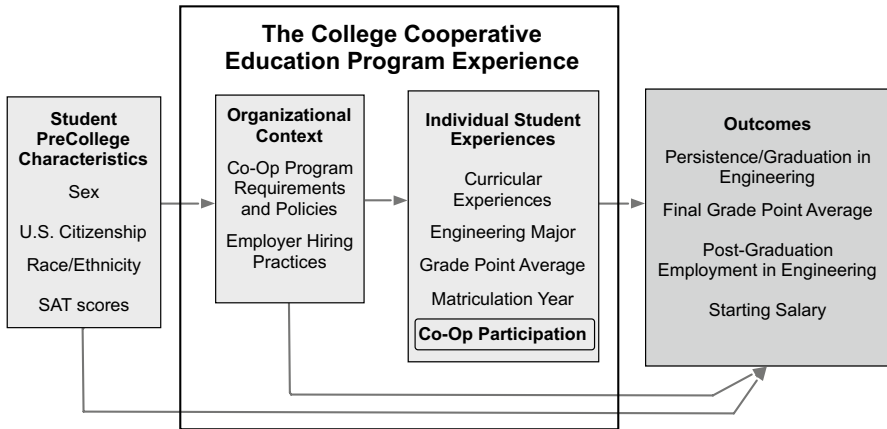 The College Cooperative
Education Program Experience
Student
PreCollege
Characteristics
Sex
U.S. Citizenship
Race/Ethnicity
SAT scores
Organizational
Context
Co-Op Program
Requirements
and Policies
Employer Hiring
Practices
Individual Student
Experiences
Curricular
Experiences
Engineering Major
Grade Point Average
Matriculation Year
Co-Op Participation
Outcomes
Persistence/Graduation in
Engineering
Final Grade Point Average
Post-Graduation
Employment in Engineering
Starting Salary